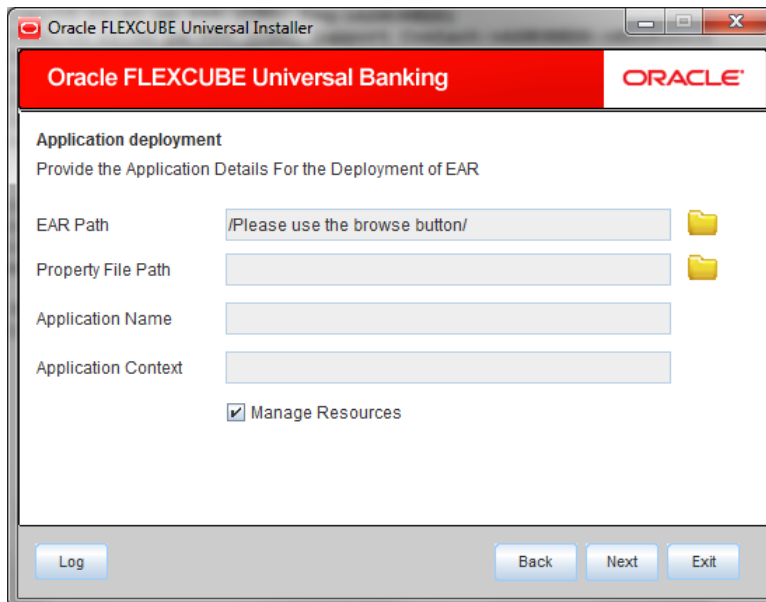 Oracle FLEXCUBE Universal Installer
Oracle FLEXCUBE Universal Banking
ORACLE
Application deployment
Provide the Application Details For the Deployment of EAR
EAR Path
/Please use the browse button/
Property File Path
Application Name
Application Context
Manage Resources
Log
Back
Next
Exit